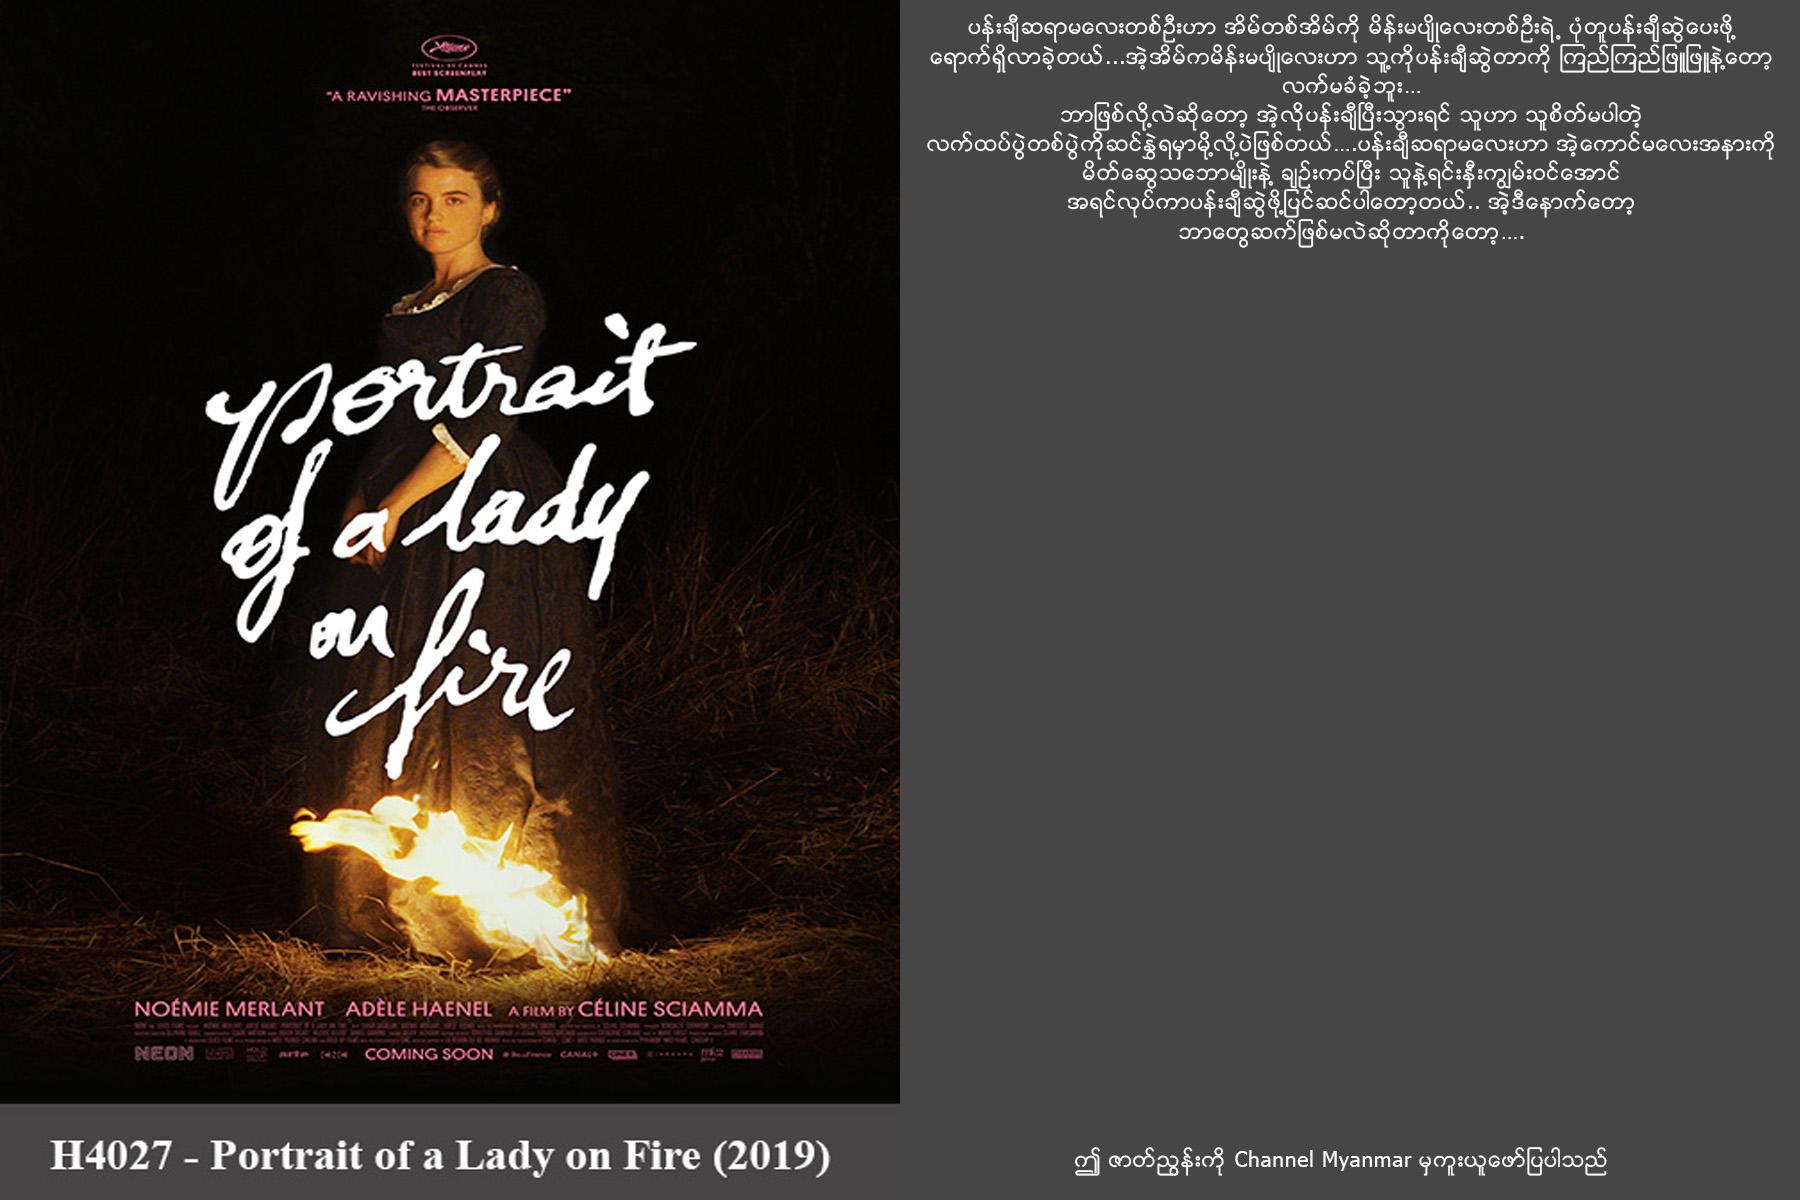 FESTIVAL DE CANNES
BEST SCREENPLAY
"A RAVISHING MASTERPIECE"
THE OBSERVER
portrait
of a lady
on fire
NOÉMIE MERLANT ADÈLE HAENEL A FILM BY CÉLINE SCIAMMA
NEON arte COMING SOON CANAL+
H4027 - Portrait of a Lady on Fire (2019)
ပန်းချီဆရာမလေးတစ်ဦးဟာ အိမ်တစ်အိမ်ကို မိန်းမပျိုလေးတစ်ဦးရဲ့ ပုံတူပန်းချီဆွဲပေးဖို့
ရောက်ရှိလာခဲ့တယ်...အဲ့အိမ်ကမိန်းမပျိုလေးဟာ သူ့ကိုပန်းချီဆွဲတာကို ကြည်ကြည်ဖြူဖြူနဲ့တော့
လက်မခံခဲ့ဘူး...
ဘာဖြစ်လို့လဲဆိုတော့ အဲ့လိုပန်းချီပြီးသွားရင် သူဟာ သူစိတ်မပါတဲ့
လက်ထပ်ပွဲတစ်ပွဲကိုဆင်နွှဲရမှာမို့လို့ပဲဖြစ်တယ်....ပန်းချီဆရာမလေးဟာ အဲ့ကောင်မလေးအနားကို
မိတ်ဆွေသဘောမျိုးနဲ့ ချဉ်းကပ်ပြီး သူနဲ့ရင်းနှီးကျွမ်းဝင်အောင်
အရင်လုပ်ကာပန်းချီဆွဲဖို့ပြင်ဆင်ပါတော့တယ်.. အဲ့ဒီနောက်တော့
ဘာတွေဆက်ဖြစ်မလဲဆိုတာကိုတော့....
ဤ ဇာတ်ညွှန်းကို Channel Myanmar မှကူးယူဖော်ပြပါသည်